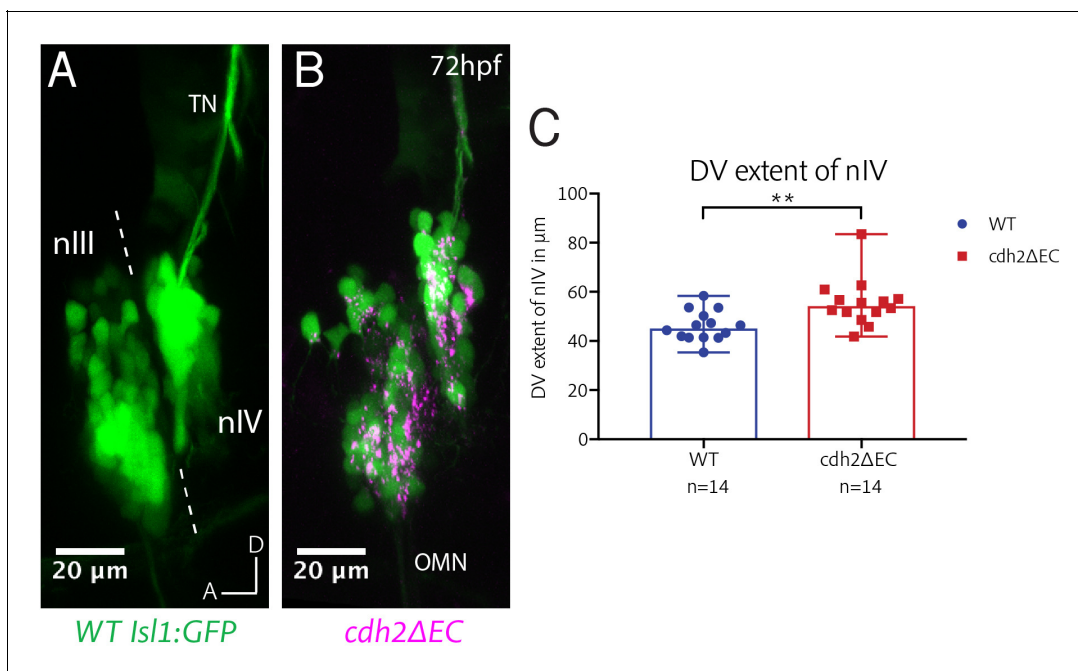 A
TN
nIII
nIV
D
A
20 µm
WT Isl1:GFP
B
72hpf
OMN
20 µm
cdh2ΔEC
C
DV extent of nIV
**
DV extent of nIV in µm
100
80
60
40
20
0
WT
n=14
cdh2ΔEC
n=14
WT
cdh2ΔEC